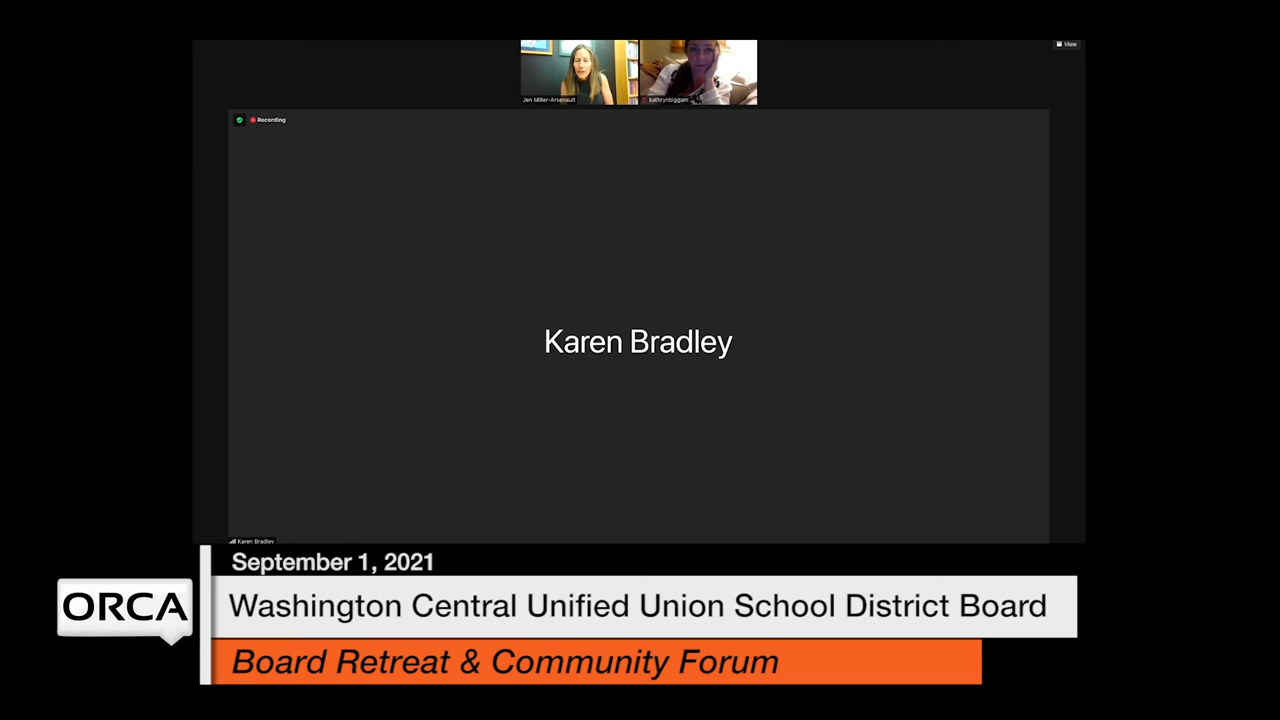 View
Jen Miller-Arsenault
kathrynbiggam
Recording
Karen Bradley
Karen Bradley
September 1, 2021
ORCA
Washington Central Unified Union School District Board
Board Retreat & Community Forum